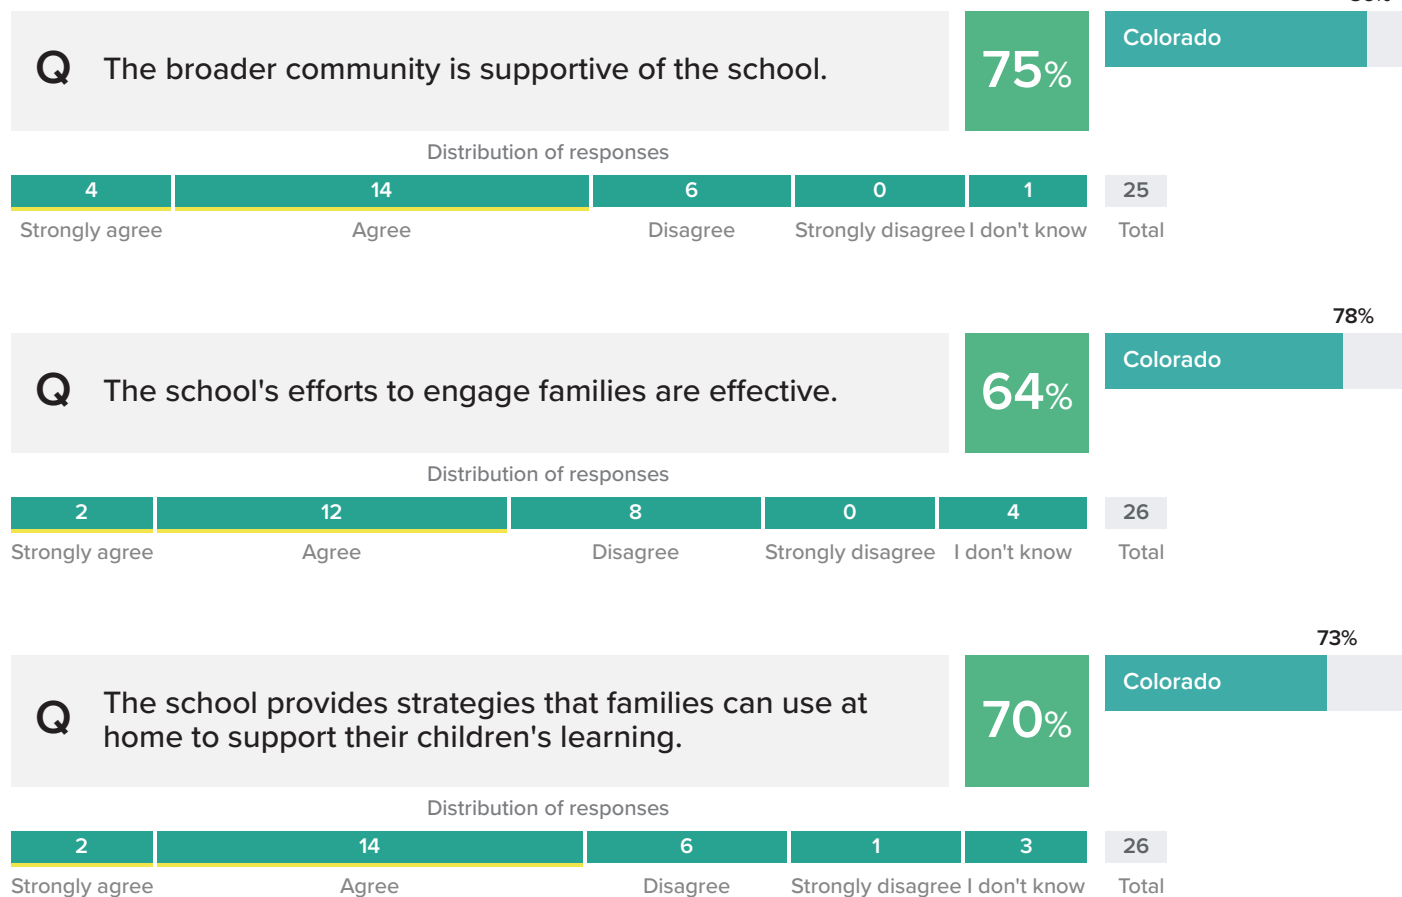 Q The broader community is supportive of the school. 75% Colorado
Distribution of responses
4 14 6 0 1 25
Strongly agree Agree Disagree Strongly disagree I don't know Total
78%
Q The school's efforts to engage families are effective. 64% Colorado
Distribution of responses
2 12 8 0 4 26
Strongly agree Agree Disagree Strongly disagree I don't know Total
73%
Q The school provides strategies that families can use at
home to support their children's learning. 70% Colorado
Distribution of responses
2 14 6 1 3 26
Strongly agree Agree Disagree Strongly disagree I don't know Total